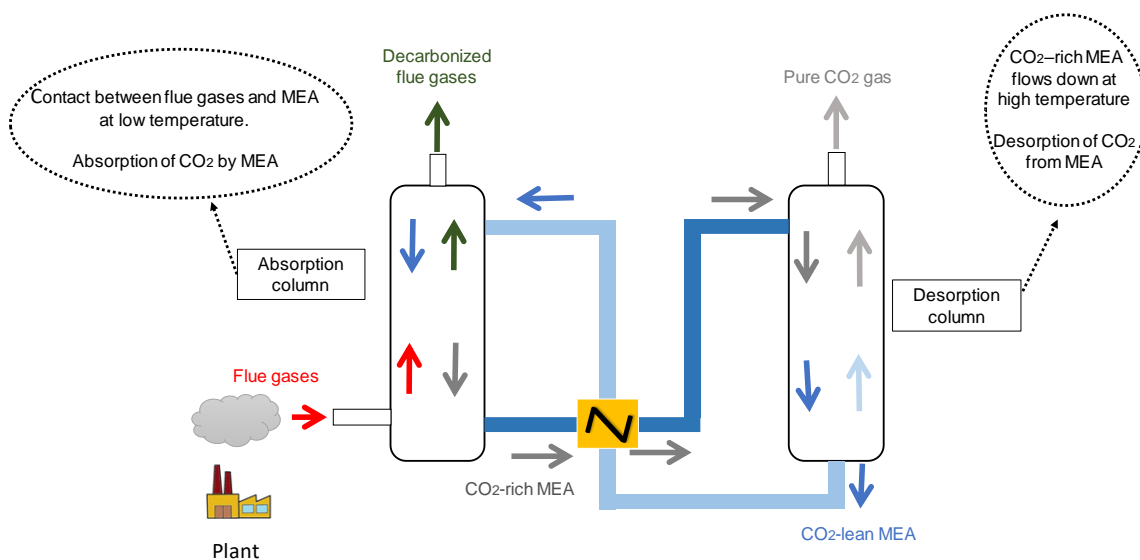 Decarbonized
flue gases
Pure CO₂ gas
CO₂–rich MEA
flows down at
high temperature
Desorption of CO₂
from MEA
Contact between flue gases and MEA
at low temperature.
Absorption of CO₂ by MEA
Absorption
column
Desorption
column
Flue gases
CO₂-rich MEA
CO₂-lean MEA
Plant